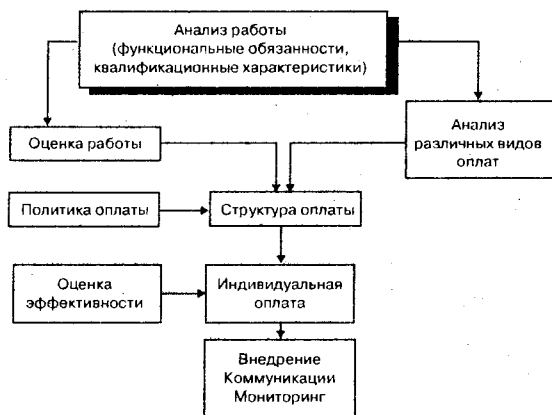 Анализ работы
(функциональные обязанности,
квалификационные характеристики)
Оценка работы
Анализ
различных видов
оплат
Политика оплаты
Структура оплаты
Оценка
эффективности
Индивидуальная
оплата
Внедрение
Коммуникации
Мониторинг